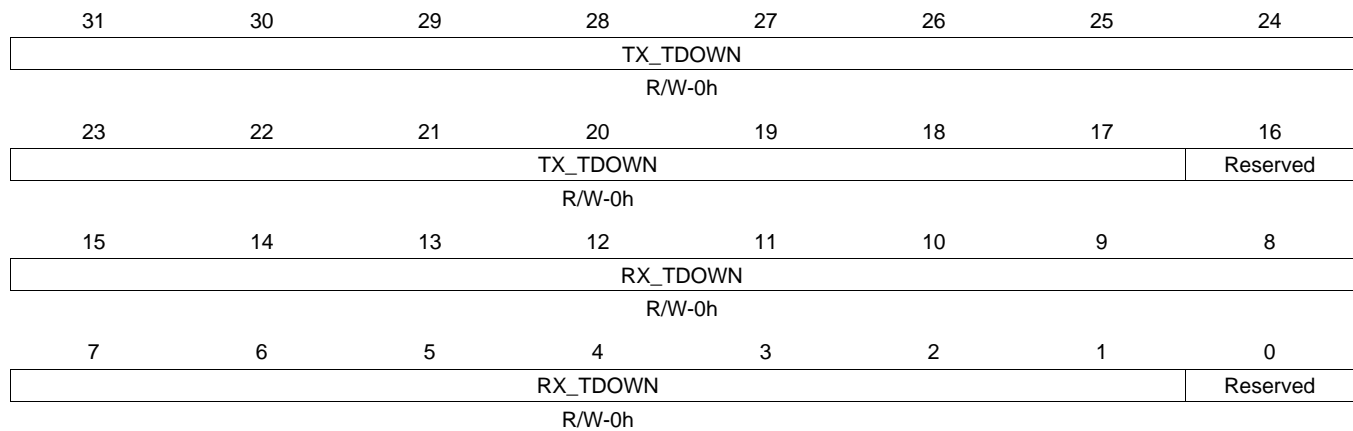 31 30 29 28 27 26 25 24
TX_TDOWN
R/W-0h
23 22 21 20 19 18 17 16
TX_TDOWN Reserved
R/W-0h
15 14 13 12 11 10 9 8
RX_TDOWN
R/W-0h
7 6 5 4 3 2 1 0
RX_TDOWN Reserved
R/W-0h